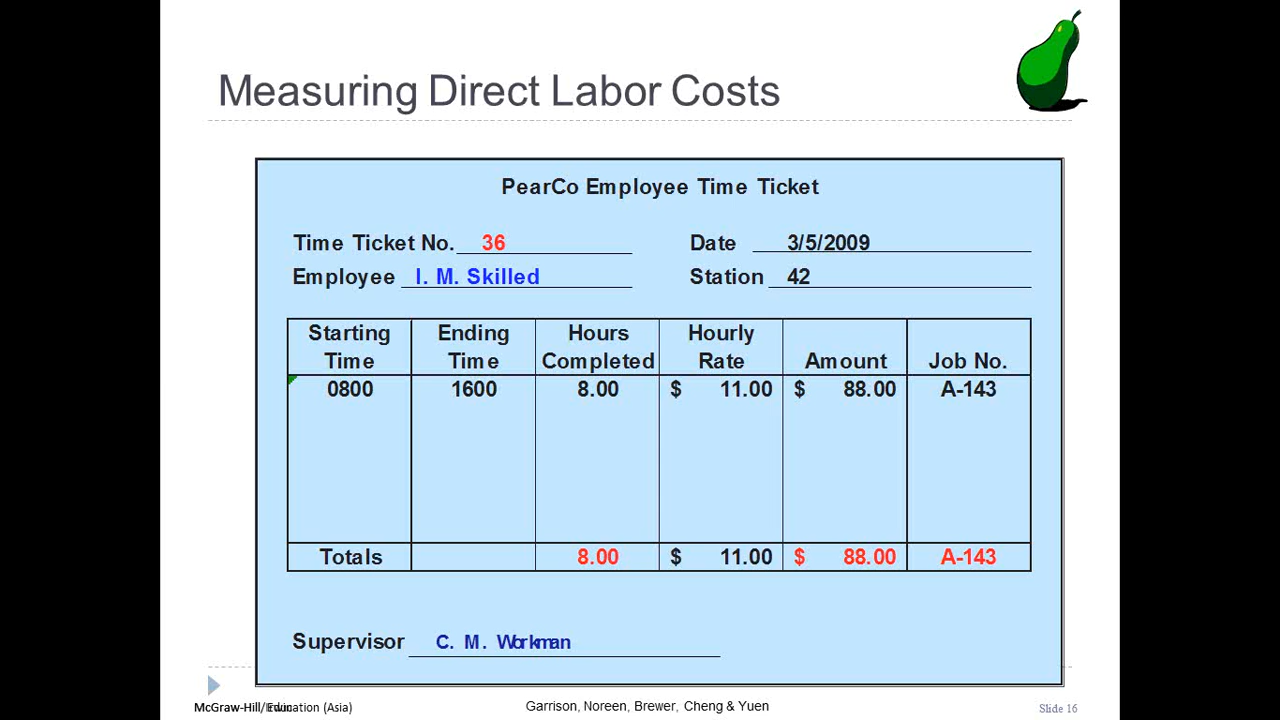 Measuring Direct Labor Costs
PearCo Employee Time Ticket
Time Ticket No. 36 Date 3/5/2009
Employee I. M. Skilled Station 42
Starting Ending Hours Hourly
Time Time Completed Rate Amount Job No.
0800 1600 8.00 $ 11.00 $ 88.00 A-143
Totals 8.00 $ 11.00 $ 88.00 A-143
Supervisor C. M. Workman
McGraw-Hill/ (Asia) Garrison, Noreen, Brewer, Cheng & Yuen Slide 16